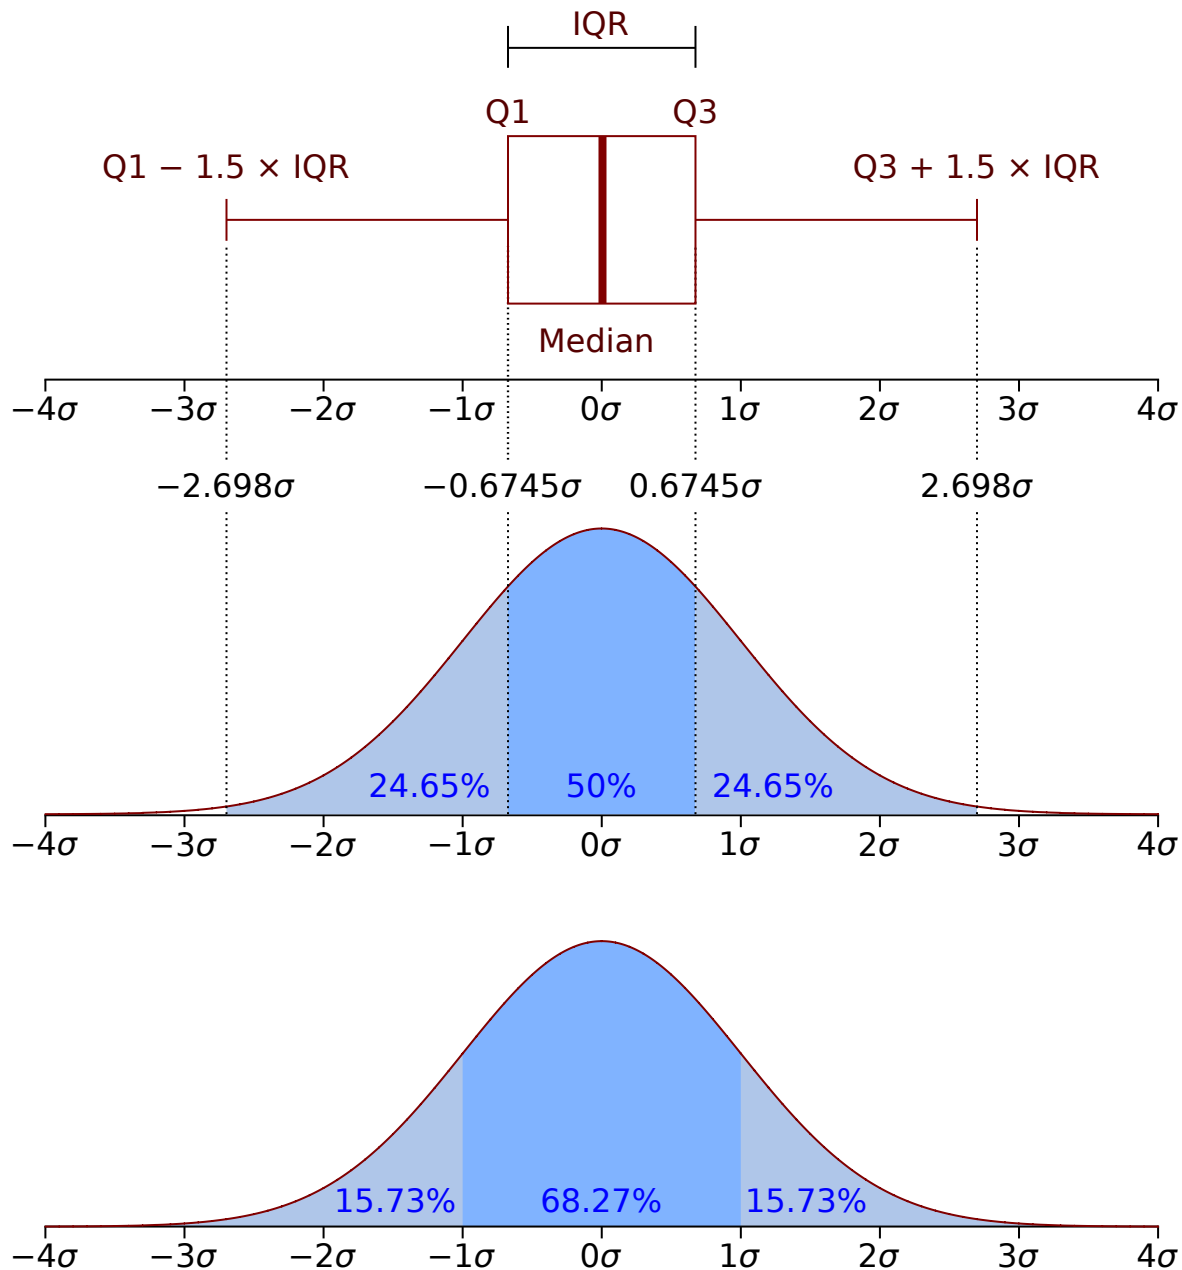 IQR
Q1 Q3
Q1 − 1.5 × IQR Q3 + 1.5 × IQR
Median
−4σ −3σ −2σ −1σ 0σ 1σ 2σ 3σ 4σ
−2.698σ −0.6745σ 0.6745σ 2.698σ
24.65% 50% 24.65%
−4σ −3σ −2σ −1σ 0σ 1σ 2σ 3σ 4σ
15.73% 68.27% 15.73%
−4σ −3σ −2σ −1σ 0σ 1σ 2σ 3σ 4σ